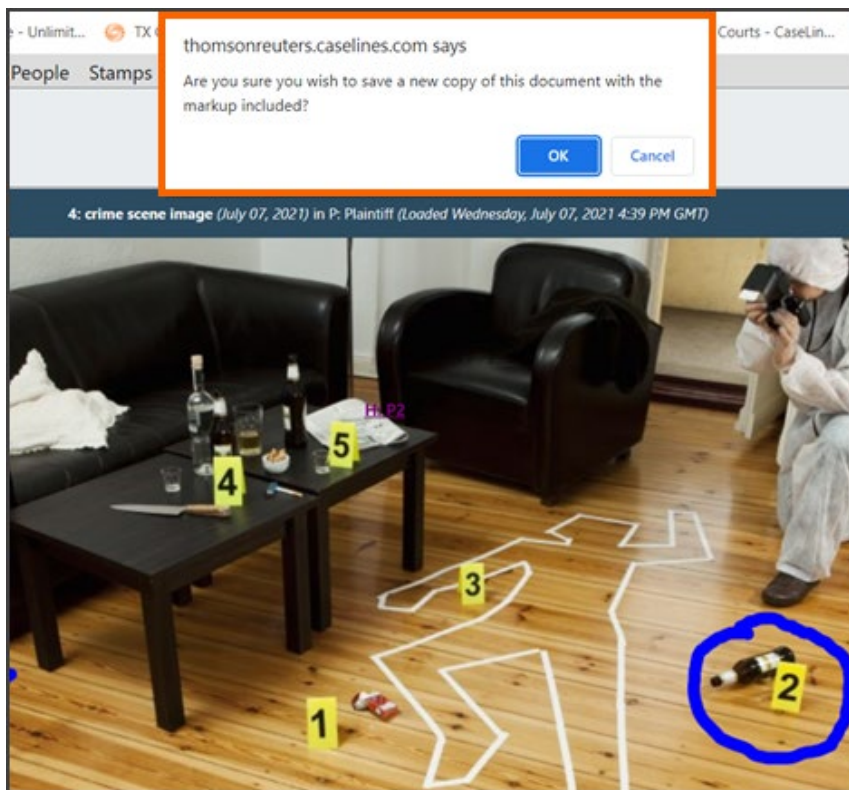 e - Unlimit...
TX
Courts - CaseLin...
People Stamps
thomsonreuters.caselines.com says
Are you sure you wish to save a new copy of this document with the
markup included?
OK Cancel
4: crime scene image (July 07, 2021) in P: Plaintiff (Loaded Wednesday, July 07, 2021 4:39 PM GMT)
H: P2
5
4
3
2
1